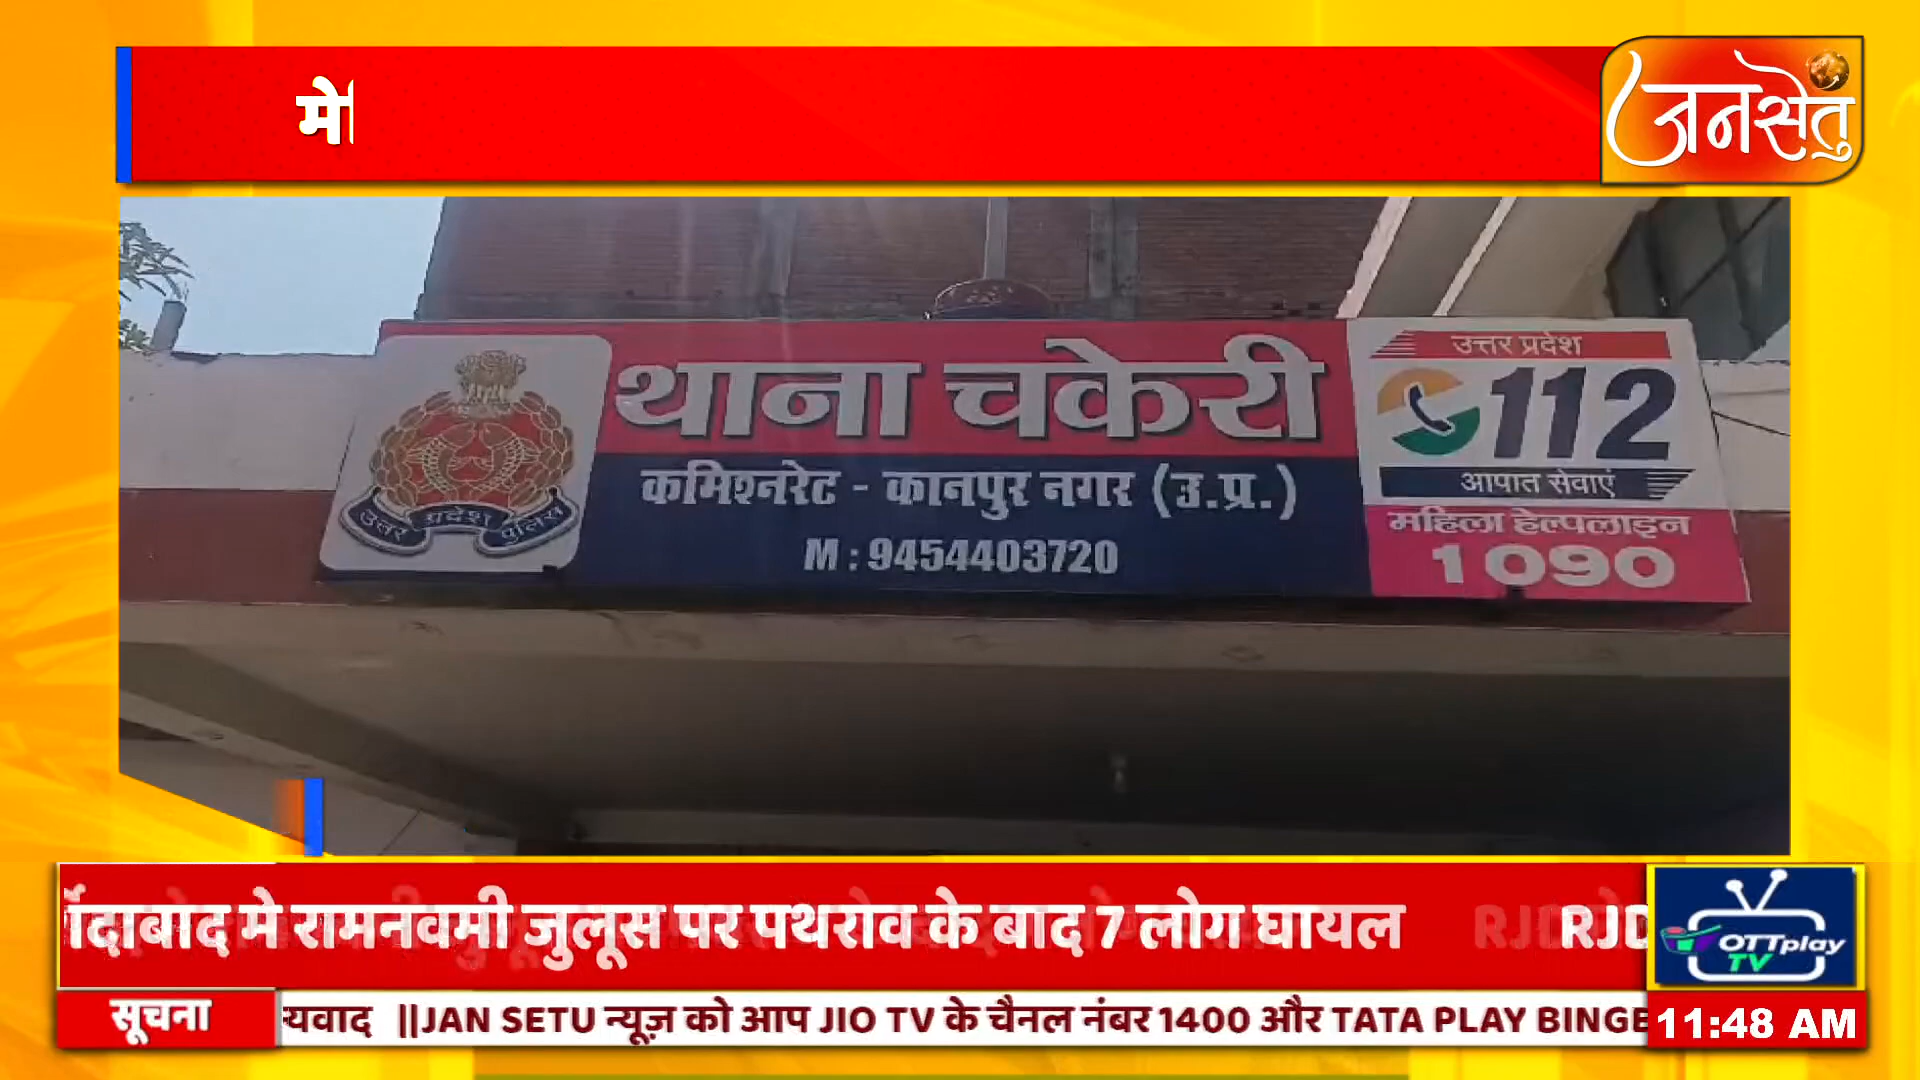 जनसेतु
थाना चकेरी
कमिश्नरेट - कानपुर नगर (उ.प्र.)
M : 9454403720
उत्तर प्रदेश पुलिस
उत्तर प्रदेश
112
आपात सेवाएं
महिला हेल्पलाइन
1090
मे रामनवमी जुलूस पर पथराव के बाद 7 लोग घायल RJD
OTTplay
TV
सूचना
||JAN SETU न्यूज़ को आप JIO TV के चैनल नंबर 1400 और TATA PLAY BINGE
11:48 AM